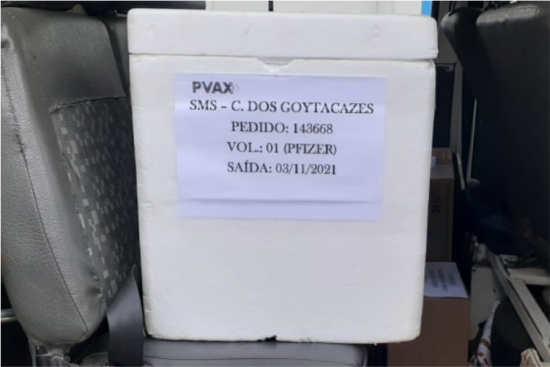 PVAX
SMS - C. DOS GOYTACAZES
PEDIDO: 143668
VOL.: 01 (PFIZER)
SAÍDA: 03/11/2021